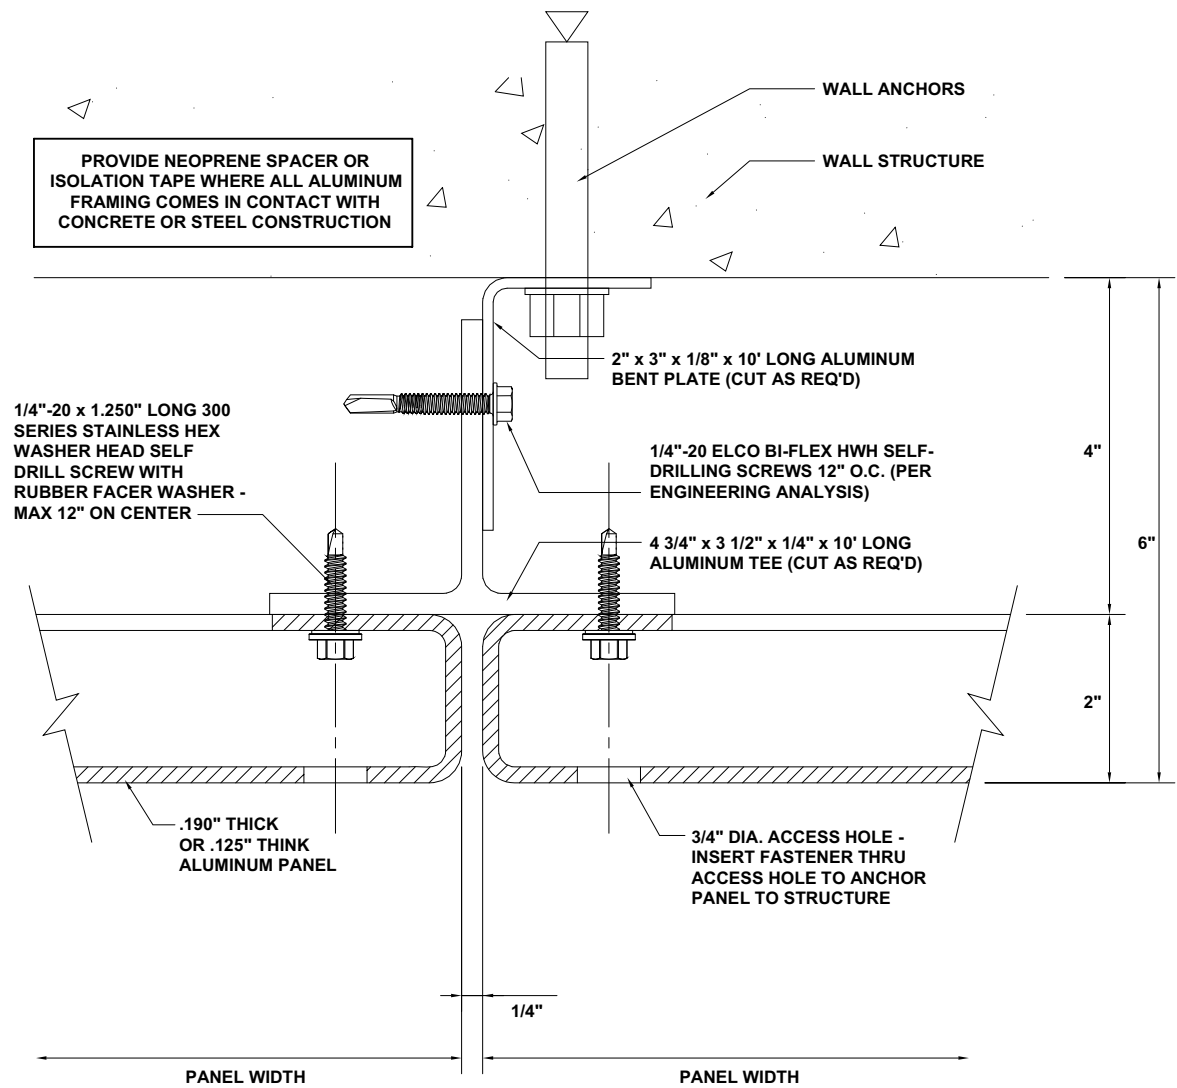 WALL ANCHORS
WALL STRUCTURE
PROVIDE NEOPRENE SPACER OR
ISOLATION TAPE WHERE ALL ALUMINUM
FRAMING COMES IN CONTACT WITH
CONCRETE OR STEEL CONSTRUCTION
2" x 3" x 1/8" x 10' LONG ALUMINUM
BENT PLATE (CUT AS REQ'D)
1/4"-20 x 1.250" LONG 300
SERIES STAINLESS HEX
WASHER HEAD SELF
DRILL SCREW WITH
RUBBER FACER WASHER -
MAX 12" ON CENTER
1/4"-20 ELCO BI-FLEX HWH SELF-
DRILLING SCREWS 12" O.C. (PER
ENGINEERING ANALYSIS)
4"
6"
4 3/4" x 3 1/2" x 1/4" x 10' LONG
ALUMINUM TEE (CUT AS REQ'D)
2"
.190" THICK
OR .125" THINK
ALUMINUM PANEL
3/4" DIA. ACCESS HOLE -
INSERT FASTENER THRU
ACCESS HOLE TO ANCHOR
PANEL TO STRUCTURE
1/4"
PANEL WIDTH
PANEL WIDTH